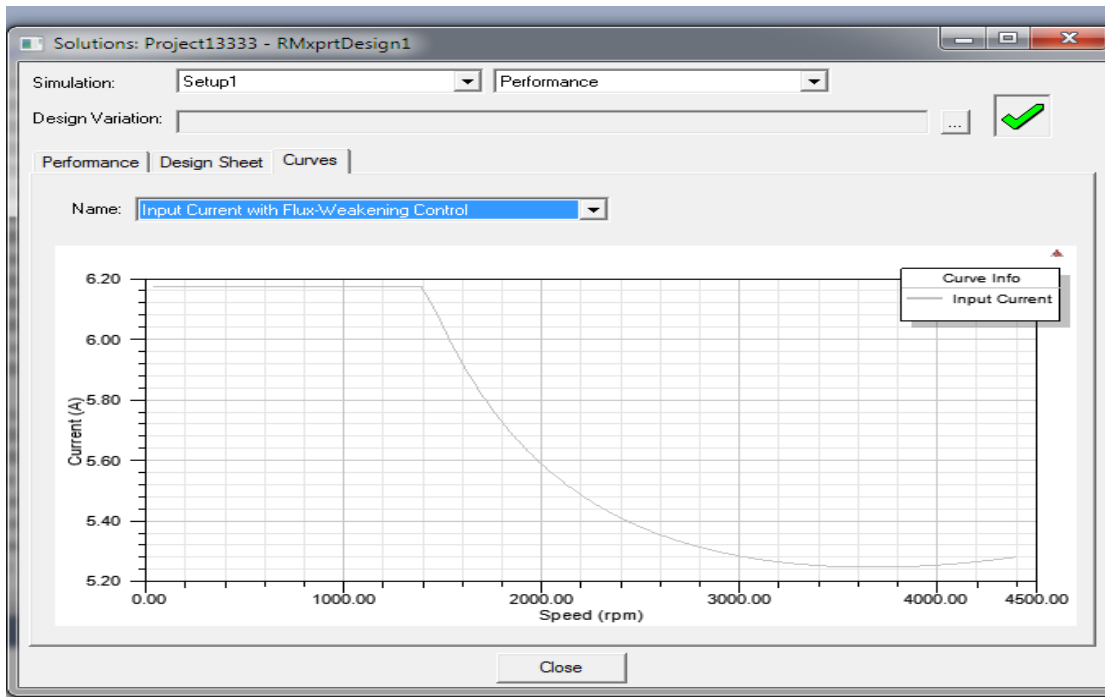 Solutions: Project13333 - RMxprtDesign1
Simulation: Setup1 Performance
Design Variation: ...
Performance Design Sheet Curves
Name: Input Current with Flux-Weakening Control
Curve Info
Input Current
6.20
6.00
5.80
5.60
5.40
5.20
Current (A)
0.00 1000.00 2000.00 3000.00 4000.00 4500.00
Speed (rpm)
Close